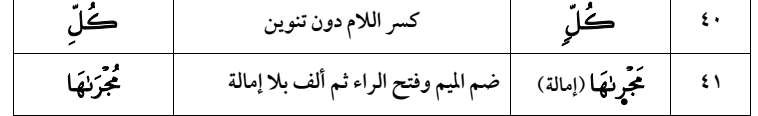 ٤٠ كُلّٖ كسر اللام دون تنوين كُلِّ
٤١ مَجْرٜىٰهَا (إمالة) ضم الميم وفتح الراء ثم ألف بلا إمالة مُجْرَىٰهَا